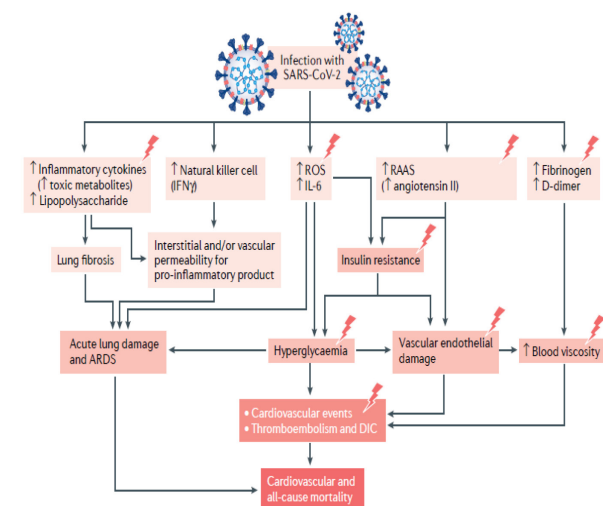 Infection with
SARS-CoV-2
↑ Inflammatory cytokines
(↑ toxic metabolites)
↑ Lipopolysaccharide
↑ Natural killer cell
(IFNγ)
↑ ROS
↑ IL-6
↑ RAAS
(↑ angiotensin II)
↑ Fibrinogen
↑ D-dimer
Lung fibrosis
Interstitial and/or vascular
permeability for
pro-inflammatory product
Insulin resistance
Acute lung damage
and ARDS
Hyperglycaemia
Vascular endothelial
damage
↑ Blood viscosity
• Cardiovascular events
• Thromboembolism and DIC
Cardiovascular and
all-cause mortality